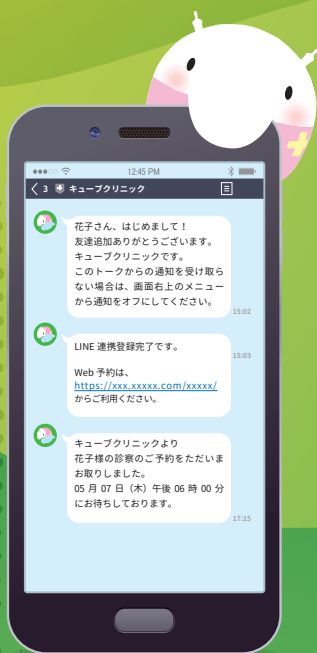 12:45 PM
3 キューブクリニック
花子さん、はじめまして！
友達追加ありがとうございます。
キューブクリニックです。
このトークからの通知を受け取ら
ない場合は、画面右上のメニュー
から通知をオフにしてください。
15:02
LINE 連携登録完了です。
15:03
Web 予約は、
https://xxx.xxxxx.com/xxxxx/
からご利用ください。
キューブクリニックより
花子様の診察のご予約をただいま
お取りしました。
05 月 07 日（木）午後 06 時 00 分
にお待ちしております。
17:15